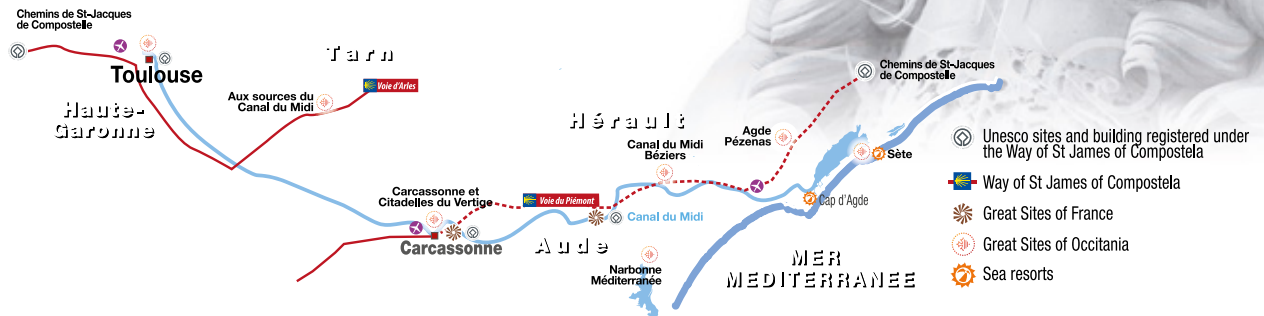 Chemins de St-Jacques
de Compostelle
Toulouse
Haute-
Garonne
Tarn
Voie d'Arles
Aux sources du
Canal du Midi
Carcassonne et
Citadelles du Vertige
Carcassonne
Voie du Piémont
Aude
Canal du Midi
Hérault
Canal du Midi
Béziers
Narbonne
Méditerranée
Agde
Pézenas
Chemins de St-Jacques
de Compostelle
Sète
Cap d'Agde
MER
MEDITERRANEE
Unesco sites and building registered under
the Way of St James of Compostela
Way of St James of Compostela
Great Sites of France
Great Sites of Occitania
Sea resorts